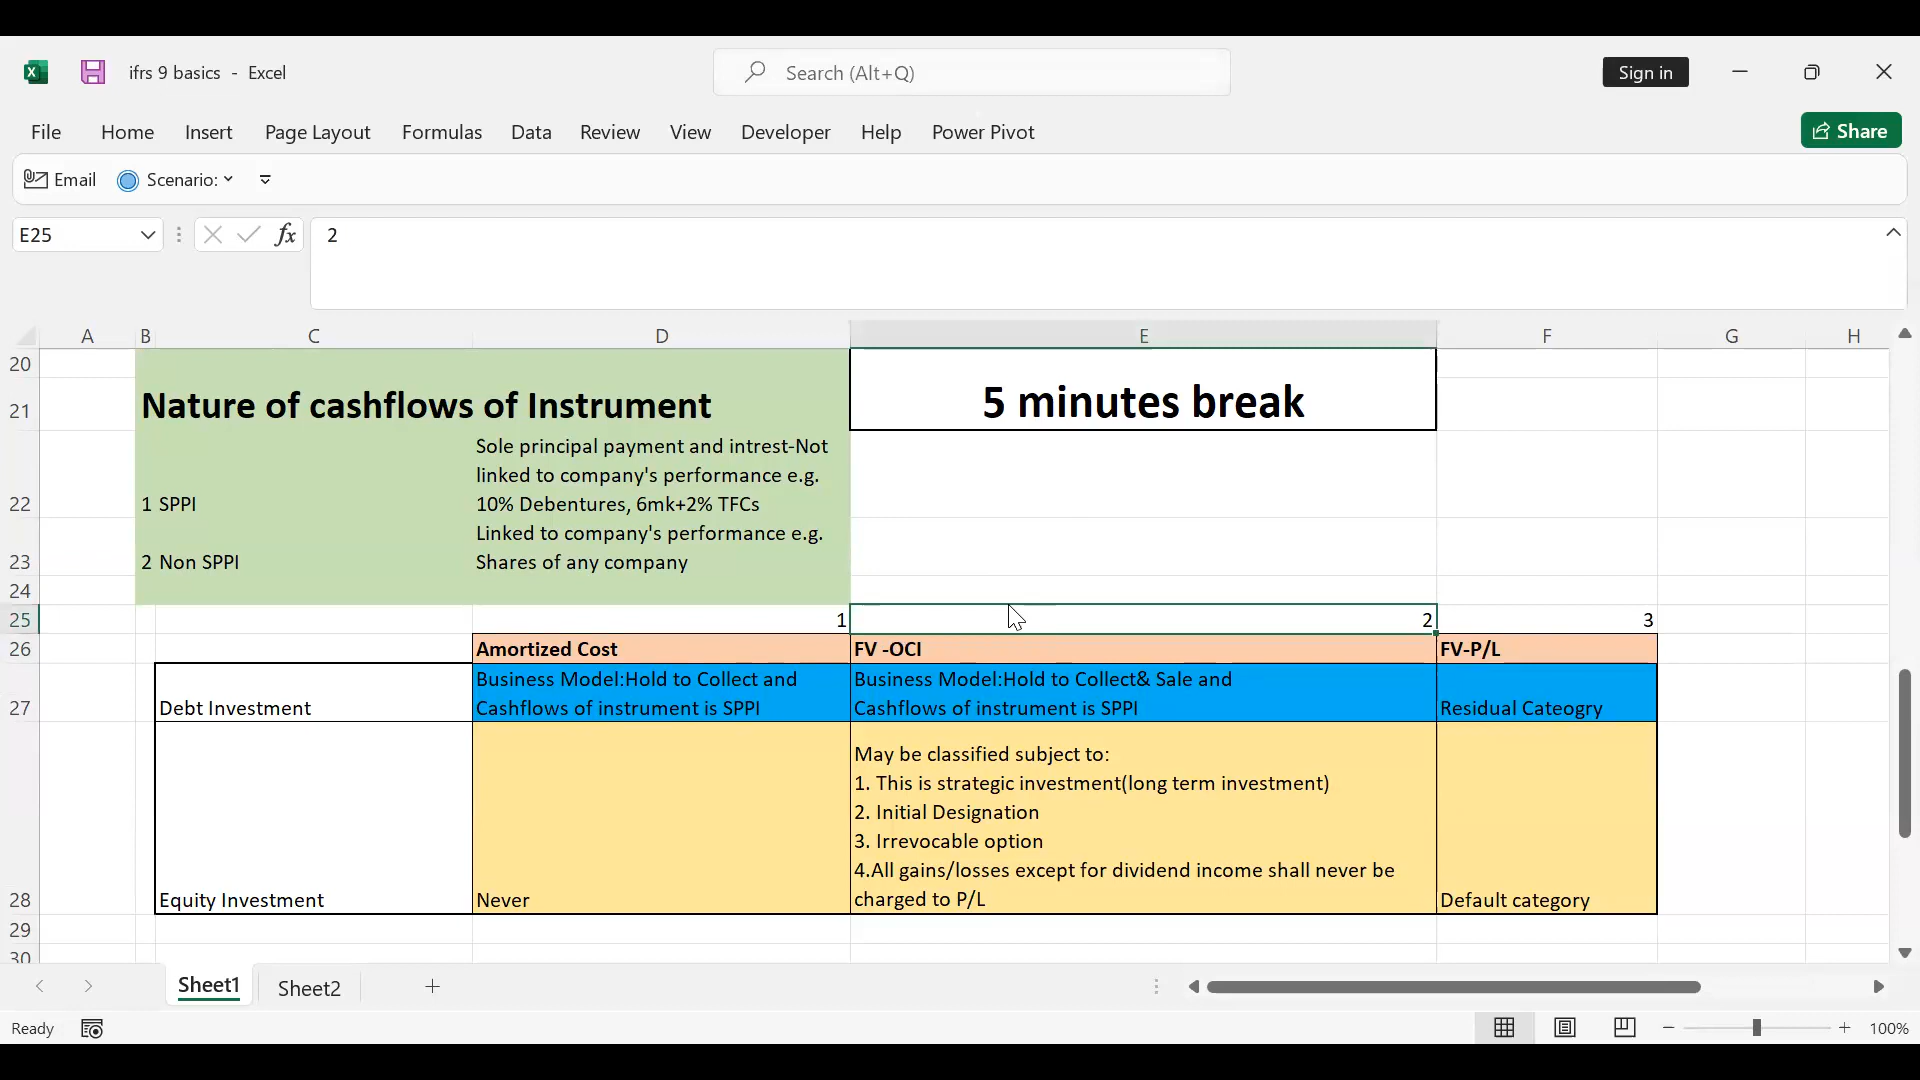 ifrs 9 basics - Excel
Search (Alt+Q)
Sign in
File Home Insert Page Layout Formulas Data Review View Developer Help Power Pivot
Share
Email Scenario:
E25
fx
2
A B C D E F G H
20
21 Nature of cashflows of Instrument 5 minutes break
Sole principal payment and intrest-Not
linked to company's performance e.g.
22 1 SPPI 10% Debentures, 6mk+2% TFCs
Linked to company's performance e.g.
23 2 Non SPPI Shares of any company
24
25 1 2 3
26 Amortized Cost FV -OCI FV-P/L
Business Model:Hold to Collect and Business Model:Hold to Collect& Sale and
27 Debt Investment Cashflows of instrument is SPPI Cashflows of instrument is SPPI Residual Cateogry
May be classified subject to:
1. This is strategic investment(long term investment)
2. Initial Designation
3. Irrevocable option
4.All gains/losses except for dividend income shall never be
28 Equity Investment Never charged to P/L Default category
29
30
Sheet1 Sheet2
Ready 100%